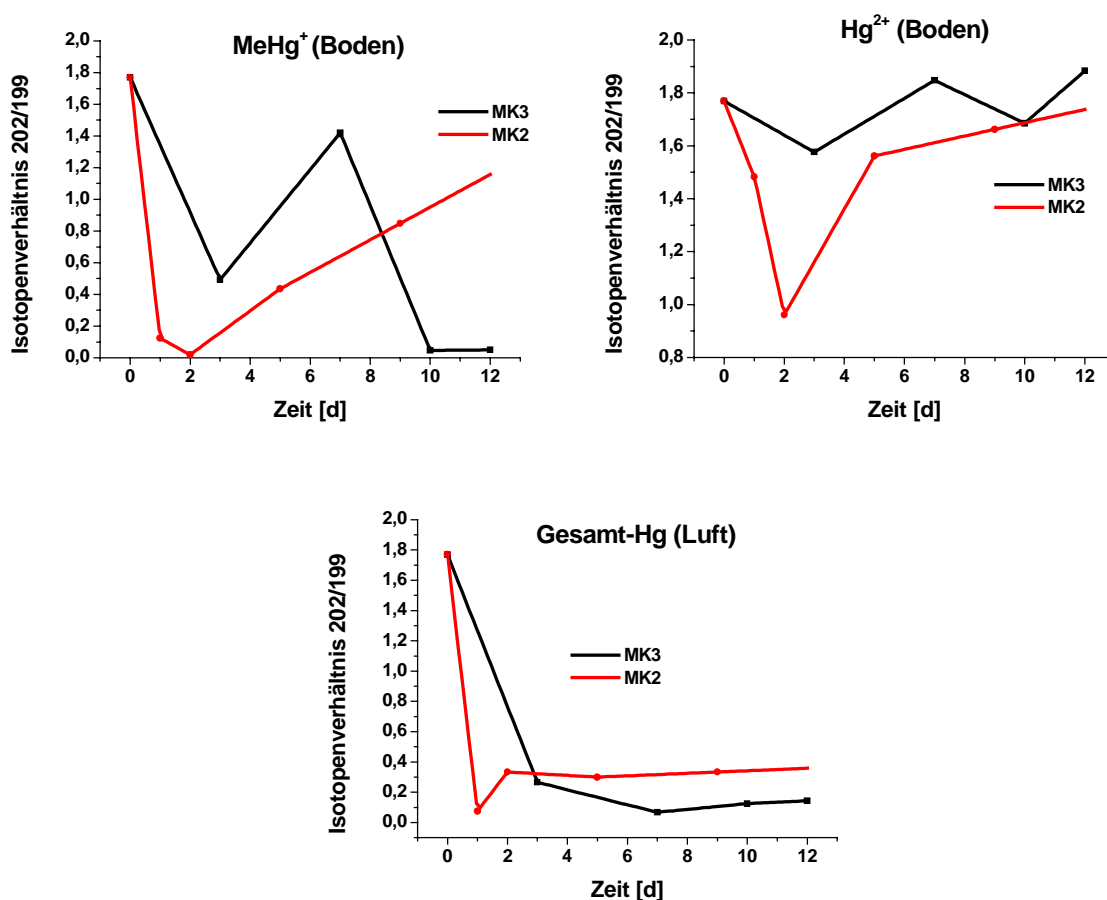 MeHg⁺ (Boden)
Isotopenverhältnis 202/199
2,0
1,8
1,6
1,4
1,2
1,0
0,8
0,6
0,4
0,2
0,0
MK3
MK2
0 2 4 6 8 10 12
Zeit [d]
Hg²⁺ (Boden)
Isotopenverhältnis 202/199
2,0
1,8
1,6
1,4
1,2
1,0
0,8
MK3
MK2
0 2 4 6 8 10 12
Zeit [d]
Gesamt-Hg (Luft)
Isotopenverhältnis 202/199
2,0
1,8
1,6
1,4
1,2
1,0
0,8
0,6
0,4
0,2
0,0
MK3
MK2
0 2 4 6 8 10 12
Zeit [d]